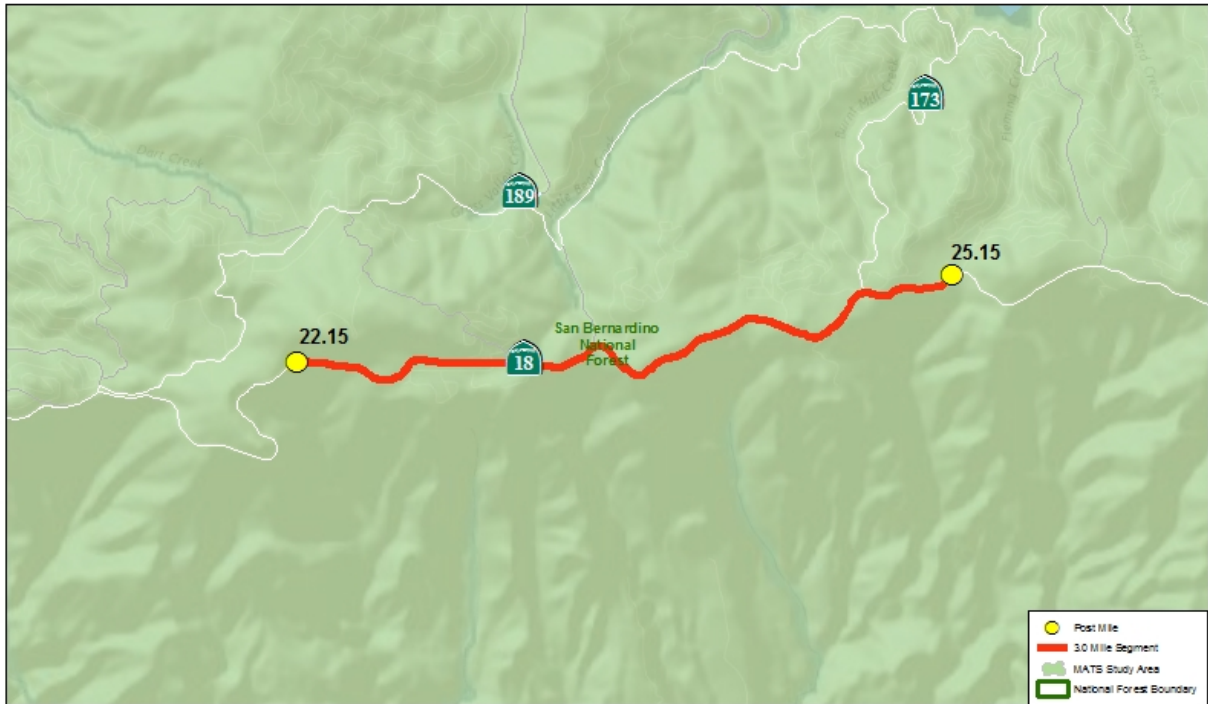 173
Dart Creek
189
25.15
22.15
San Bernardino
National
Forest
18
Post Mile
3.0 Mile Segment
MATS Study Area
National Forest Boundary